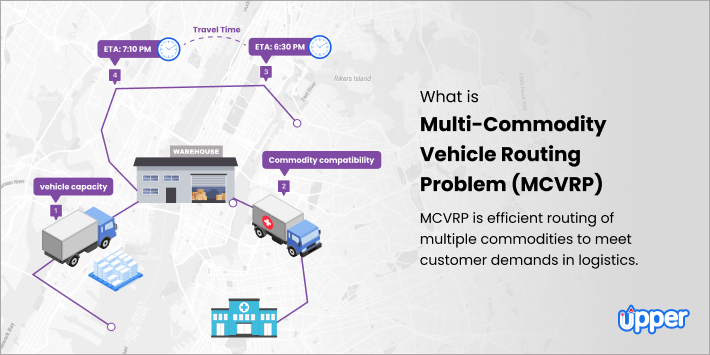 Travel Time
ETA: 7:10 PM
ETA: 6:30 PM
4
3
Rikers Island
East River
WAREHOUSE
Commodity compatibility
vehicle capacity
2
1
What is
Multi-Commodity
Vehicle Routing
Problem (MCVRP)
MCVRP is efficient routing of
multiple commodities to meet
customer demands in logistics.
upper